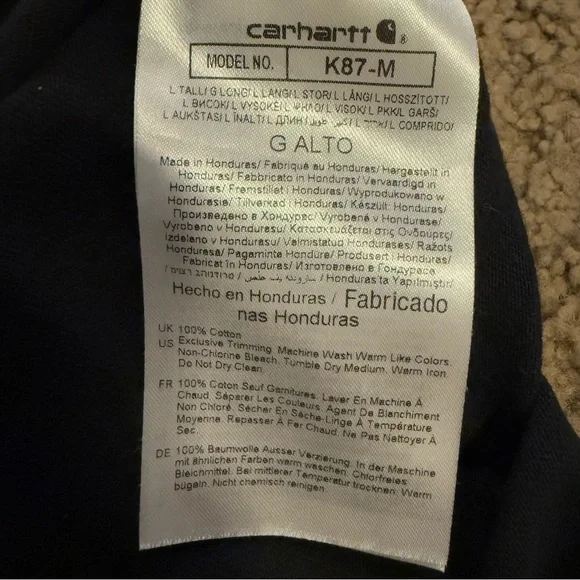 carhartt ®
MODEL NO. K87-M
L TALL/ G LONG/ L LANG/ L STOR/ L LÅNG/ L HOSSZÍTOTT/
L ВИСОК/ L VYSOKÉ/ L ΨΗΛΟ/ L VISOK/ L PKK/ L GARŠ/
L AUKŠTAS/ L ÎNALT/ L ДЛИН/ L COMPRIDO/
G ALTO
Made in Honduras/ Fabriqué au Honduras/ Hergestellt in
Honduras/ Fabbricato in Honduras/ Vervaardigd in
Honduras/ Fremstillet i Honduras/ Wyprodukowano w
Hondurasie/ Tillverkad i Honduras/ Készült: Honduras/
Произведено в Хондурас/ Vyrobené v Hondurase/
Vyrobeno v Hondurasu/ Κατασκευάζεται στις Ονδούρες/
Izdelano v Hondurasu/ Valmistatud Hondurases/ Ražots
Hondurasa/ Pagaminta Hondūre/ Produsert i Honduras/
Fabricat în Honduras/ Изготовлено в Гондурасе
Honduras'ta Yapılmıştır/
Hecho en Honduras / Fabricado
nas Honduras
UK 100% Cotton
US Exclusive Trimming. Machine Wash Warm Like Colors.
Non-Chlorine Bleach. Tumble Dry Medium. Warm Iron.
Do Not Dry Clean.
FR 100% Coton Sauf Garnitures. Laver En Machine À
Chaud. Séparer Les Couleurs. Agent De Blanchiment
Non Chloré. Sécher En Sèche-Linge À Température
Moyenne. Repasser À Fer Chaud. Ne Pas Nettoyer À
Sec.
DE 100% Baumwolle Ausser Verzierung. In der Maschine
mit ähnlichen Farben warm waschen. Chlorfreies
Bleichmittel. Bei mittlerer Temperatur trocknen. Warm
bügeln. Nicht chemisch reinigen.